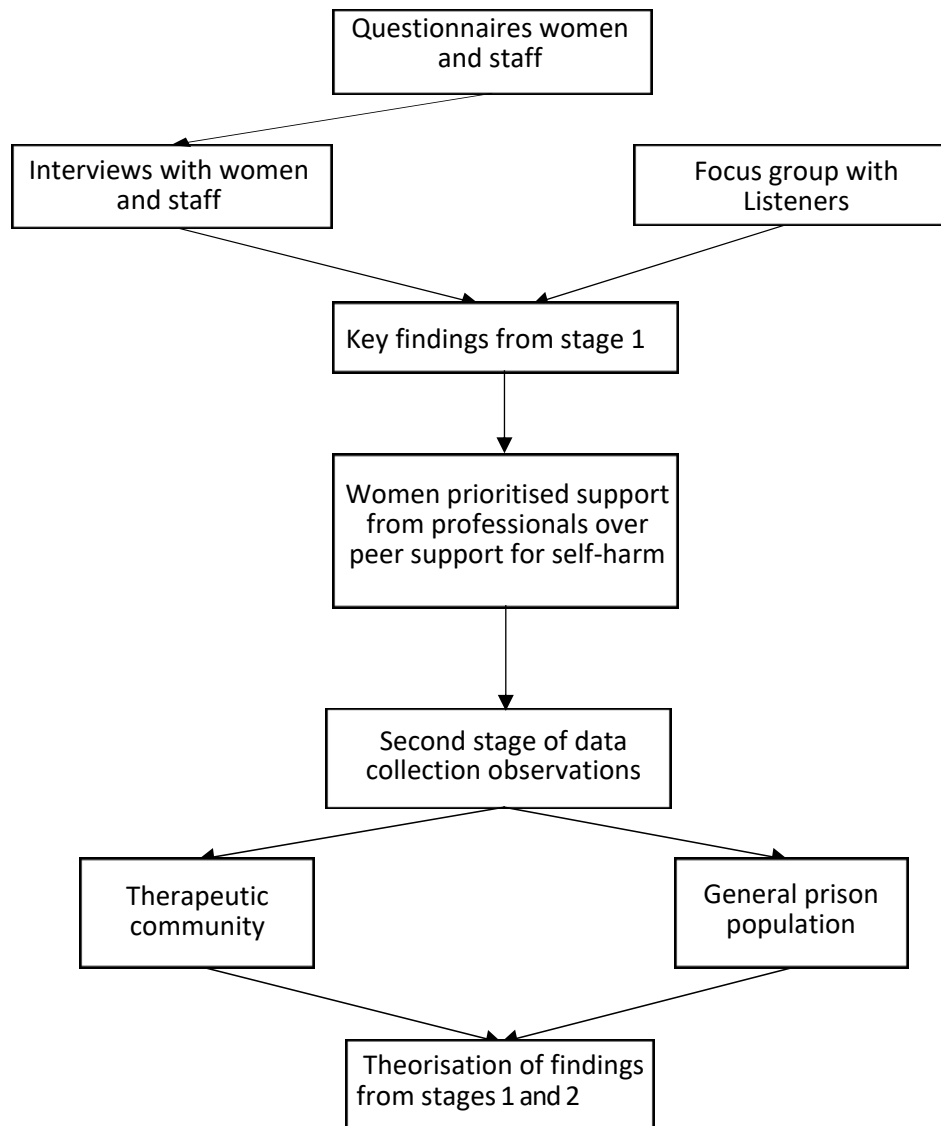 Questionnaires women
and staff
Interviews with women
and staff
Focus group with
Listeners
Key findings from stage 1
Women prioritised support
from professionals over
peer support for self-harm
Second stage of data
collection observations
Therapeutic
community
General prison
population
Theorisation of findings
from stages 1 and 2